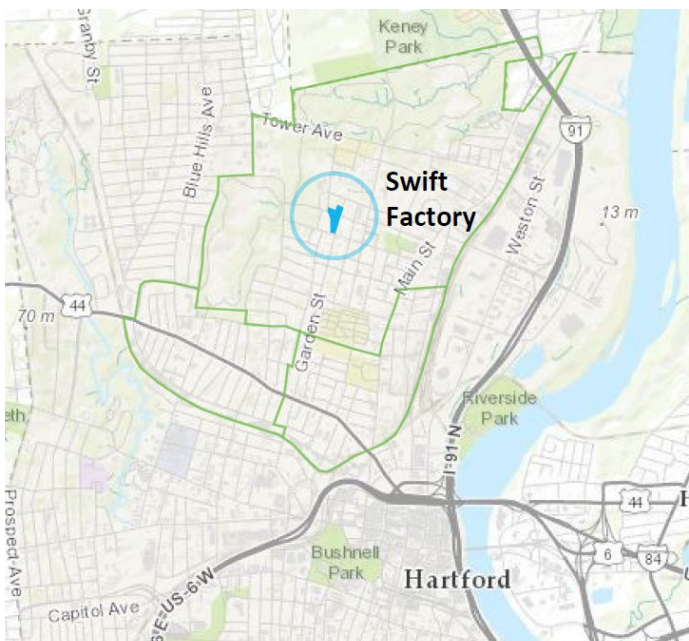 Granby St
Keney
Park
Tower Ave
Blue Hills Ave
91
Swift
Factory
Weston St
13 m
Main St
44
70 m
Garden St
Riverside
Park
eth
I-91 N
44
6
84
Prospect Ave
Bushnell
Park
Hartford
US-6 W
Capitol Ave